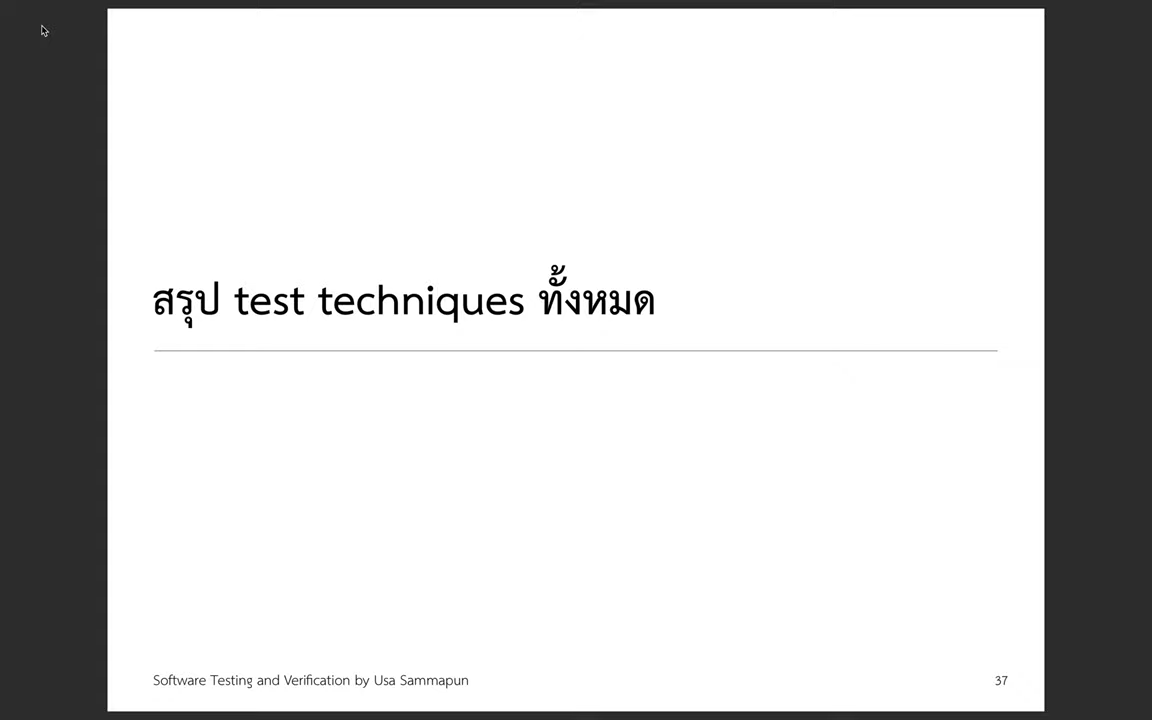 สรุป test techniques ทั้งหมด
Software Testing and Verification by Usa Sammapun
37